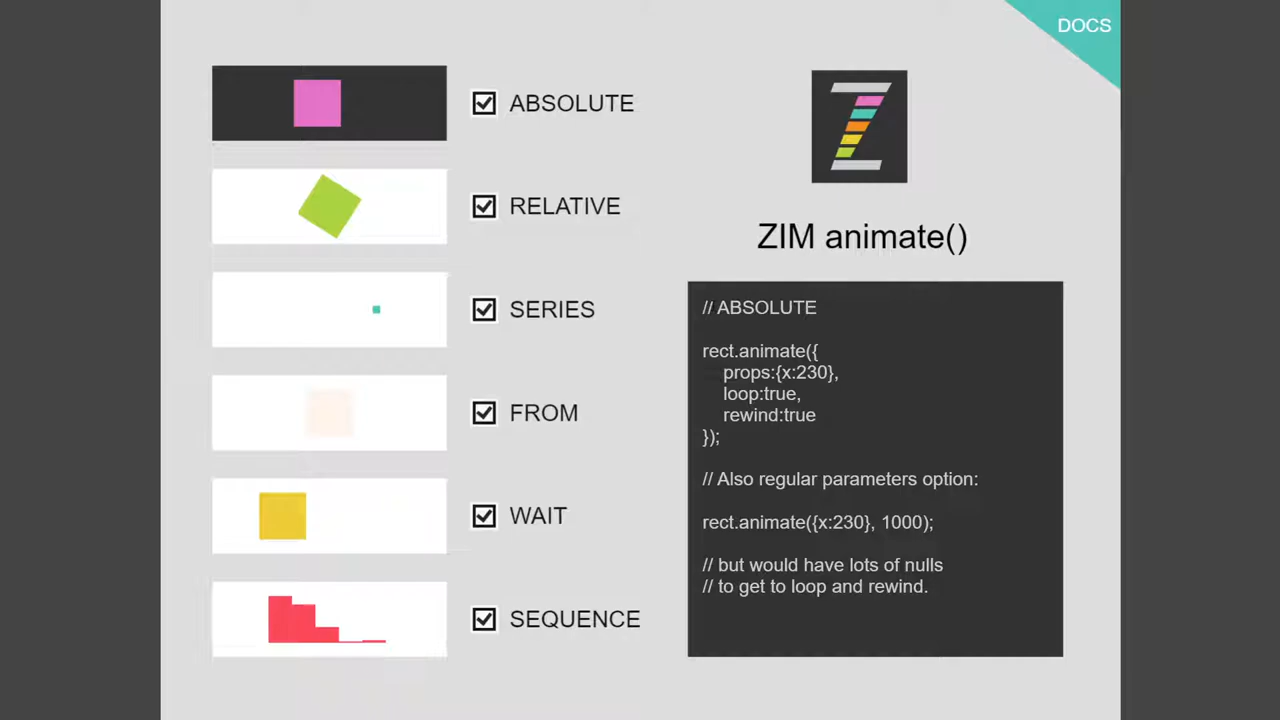 DOCS
ABSOLUTE
RELATIVE
SERIES
FROM
WAIT
SEQUENCE
Z
ZIM animate()
// ABSOLUTE
rect.animate({
props:{x:230},
loop:true,
rewind:true
});
// Also regular parameters option:
rect.animate({x:230}, 1000);
// but would have lots of nulls
// to get to loop and rewind.